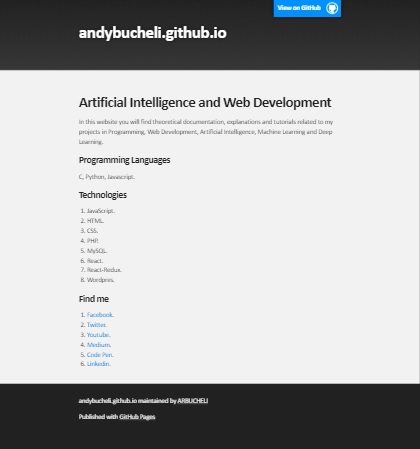 View on GitHub
andybucheli.github.io
Artificial Intelligence and Web Development
In this website you will find theoretical documentation, explanations and tutorials related to my
projects in Programming, Web Development, Artificial Intelligence, Machine Learning and Deep
Learning.
Programming Languages
C, Python, Javascript.
Technologies
1. JavaScript.
2. HTML.
3. CSS.
4. PHP.
5. MySQL.
6. React.
7. React-Redux.
8. Wordpres.
Find me
1. Facebook.
2. Twitter.
3. Youtube.
4. Medium.
5. Code Pen.
6. Linkedin.
andybucheli.github.io maintained by ARBUCHELI
Published with GitHub Pages